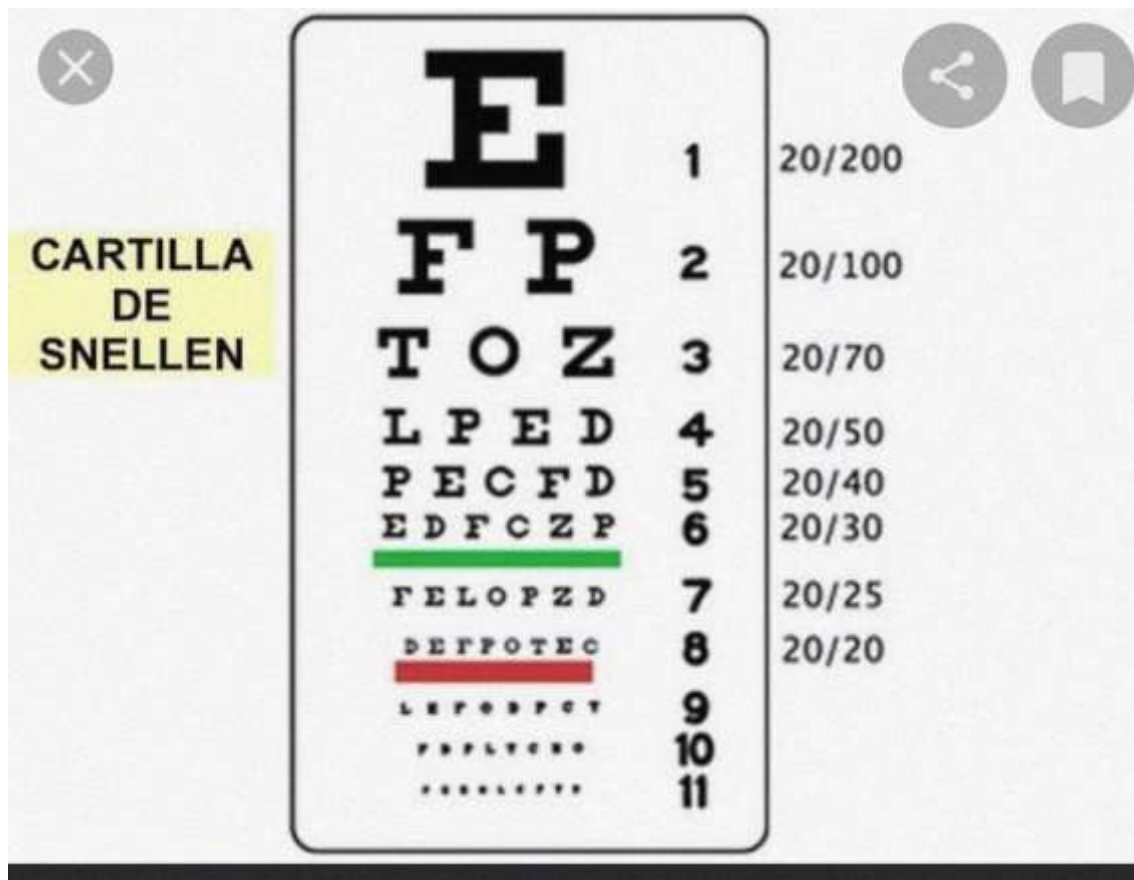 CARTILLA
DE
SNELLEN
E 1 20/200
F P 2 20/100
T O Z 3 20/70
L P E D 4 20/50
P E C F D 5 20/40
E D F C Z P 6 20/30
F E L O P Z D 7 20/25
D E F P O T E C 8 20/20
9
10
11